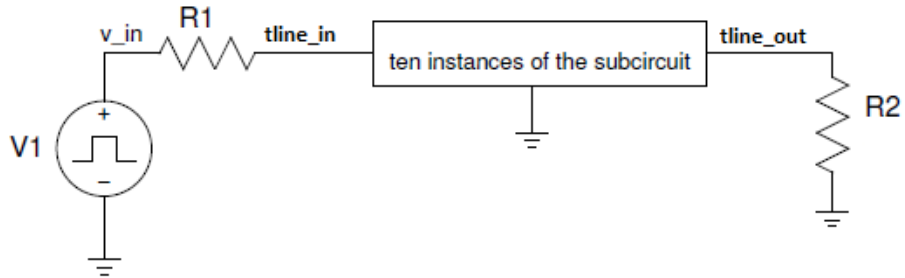 R1
v_in
tline_in
tline_out
ten instances of the subcircuit
R2
+
V1
−